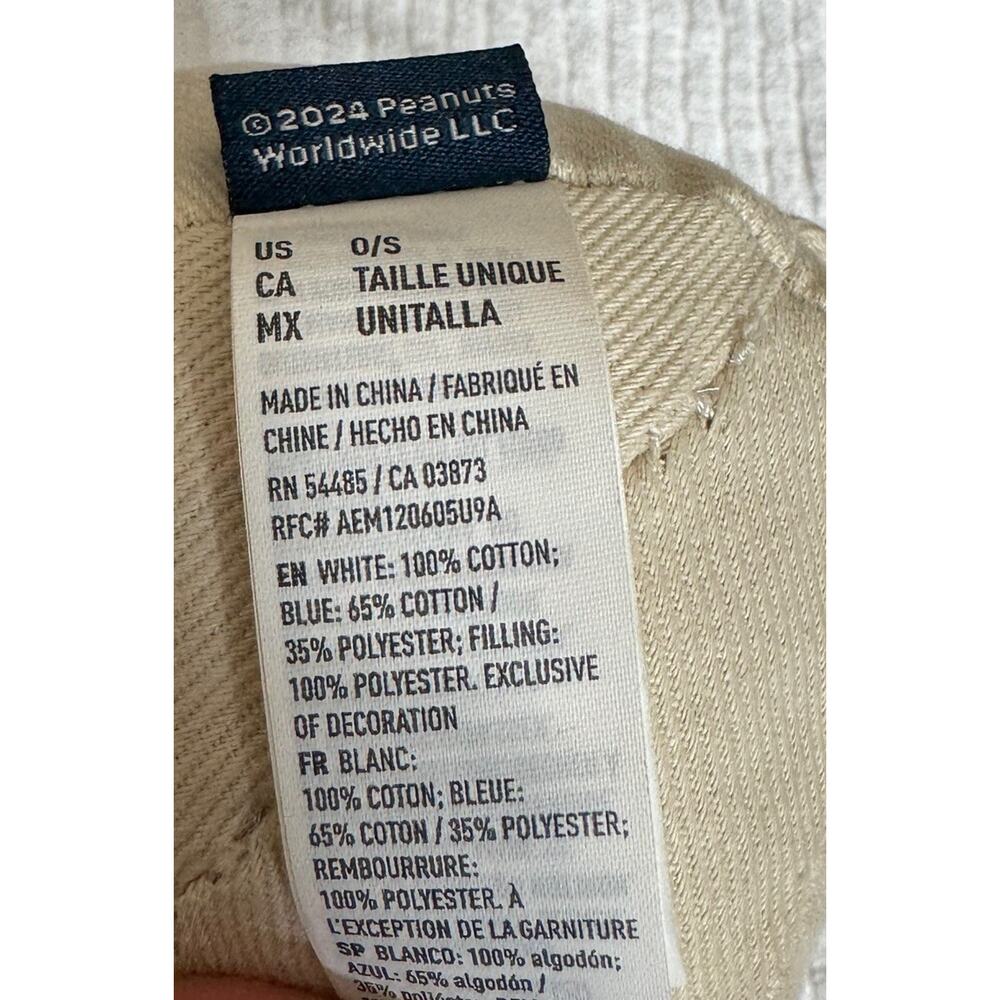 ©2024 Peanuts
Worldwide LLC
US O/S
CA TAILLE UNIQUE
MX UNITALLA
MADE IN CHINA / FABRIQUÉ EN
CHINE / HECHO EN CHINA
RN 54485 / CA 03873
RFC# AEM120605U9A
EN WHITE: 100% COTTON;
BLUE: 65% COTTON /
35% POLYESTER; FILLING:
100% POLYESTER. EXCLUSIVE
OF DECORATION
FR BLANC:
100% COTON; BLEUE:
65% COTON / 35% POLYESTER;
REMBOURRURE:
100% POLYESTER. À
L'EXCEPTION DE LA GARNITURE
SP BLANCO: 100% algodón;
AZUL: 65% algodón /